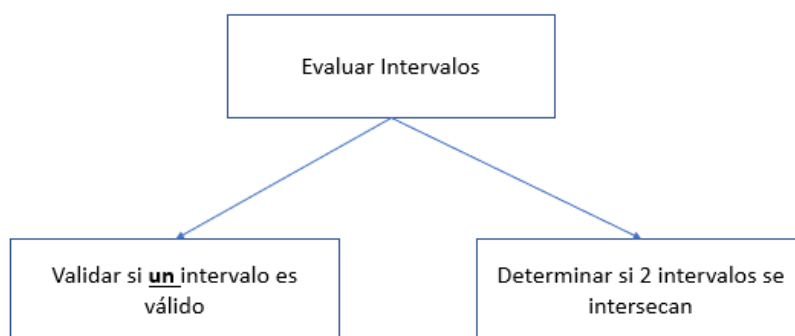 Evaluar Intervalos
Validar si un intervalo es
válido
Determinar si 2 intervalos se
intersecan